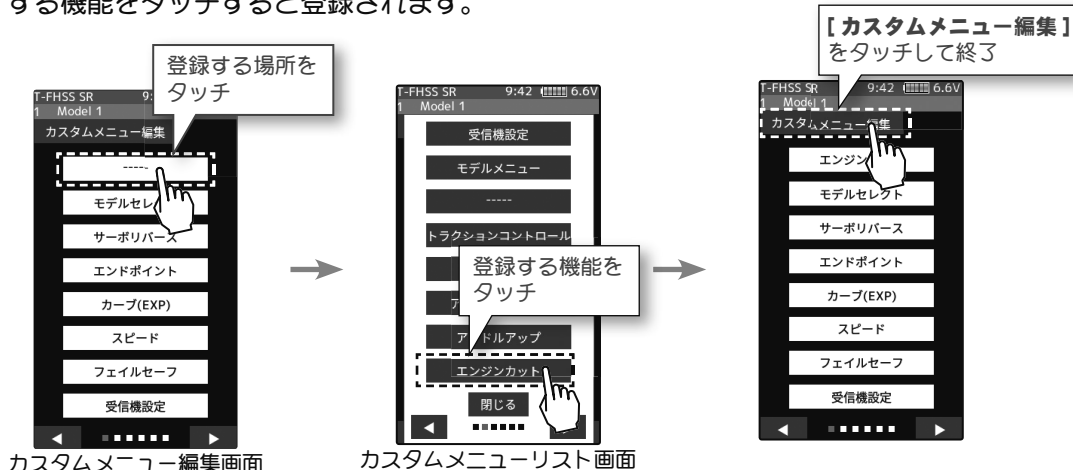 する機能をタッチすると登録されます。
登録する場所を
タッチ
T-FHSS SR 9:
1 Model 1
カスタムメニュー編集
----
モデルセレ
サーボリバース
エンドポイント
カーブ(EXP)
スピード
フェイルセーフ
受信機設定
カスタムメニュー編集画面
T-FHSS SR 9:42 6.6V
1 Model 1
受信機設定
モデルメニュー
-----
トラクションコントロール
登録する機能を
タッチ
ア
アイドルアップ
エンジンカット
閉じる
カスタムメニューリスト画面
[カスタムメニュー編集]
をタッチして終了
T-FHSS SR 9:42 6.6V
1 Model 1
カスタムメニュー編集
エンジン
モデルセレクト
サーボリバース
エンドポイント
カーブ(EXP)
スピード
フェイルセーフ
受信機設定